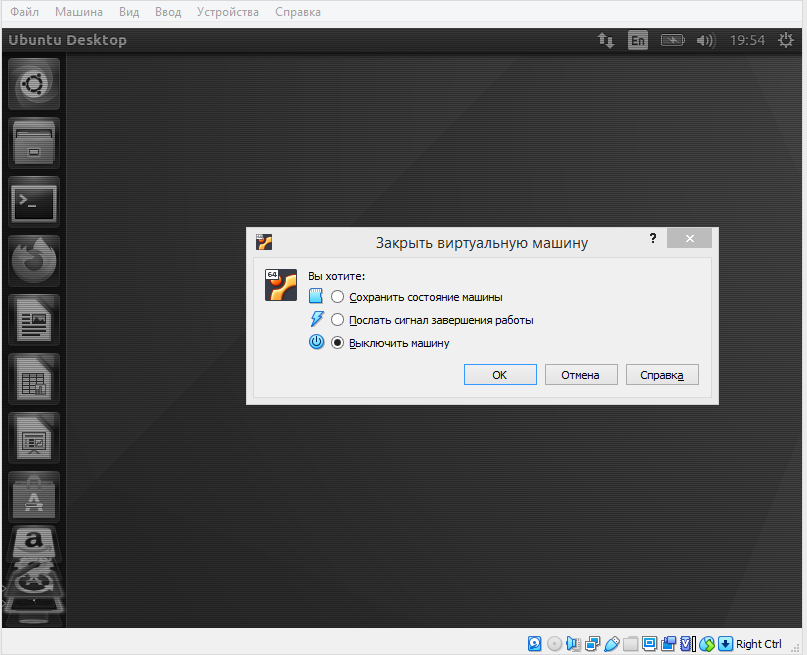 Файл Машина Вид Ввод Устройства Справка
Ubuntu Desktop En 19:54
Закрыть виртуальную машину ?
64
Вы хотите:
Сохранить состояние машины
Послать сигнал завершения работы
Выключить машину
OK Отмена Справка
Right Ctrl